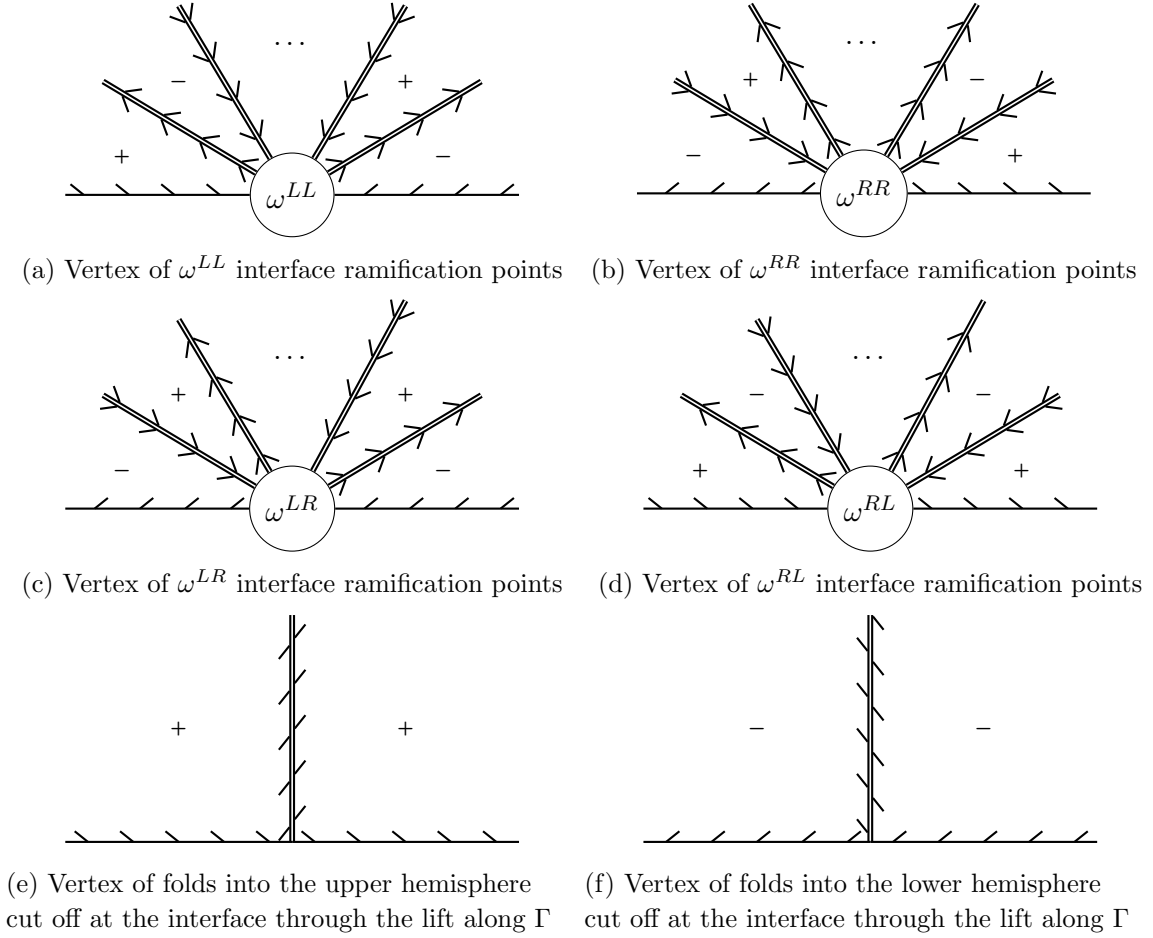 … …
− + + −
+ − − +
ω^{LL} ω^{RR}
(a) Vertex of ω^{LL} interface ramification points (b) Vertex of ω^{RR} interface ramification points
… …
+ + − −
− − + +
ω^{LR} ω^{RL}
(c) Vertex of ω^{LR} interface ramification points (d) Vertex of ω^{RL} interface ramification points
+ + − −
(e) Vertex of folds into the upper hemisphere
cut off at the interface through the lift along Γ
(f) Vertex of folds into the lower hemisphere
cut off at the interface through the lift along Γ